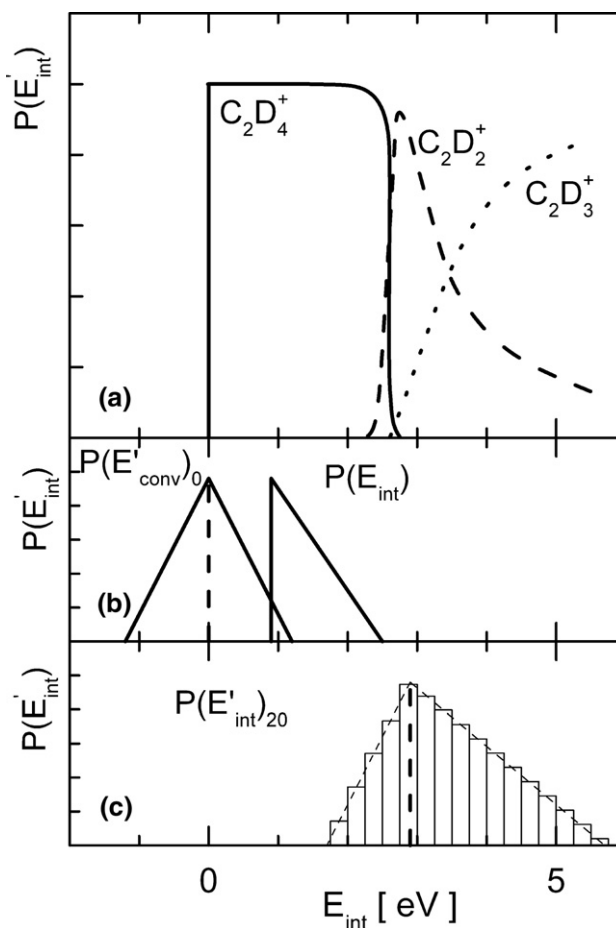 P(E'int)
C2D4+
C2D2+
C2D3+
(a)
P(E'int)
P(E'conv)0
P(Eint)
(b)
P(E'int)
P(E'int)20
(c)
0
5
Eint [ eV]